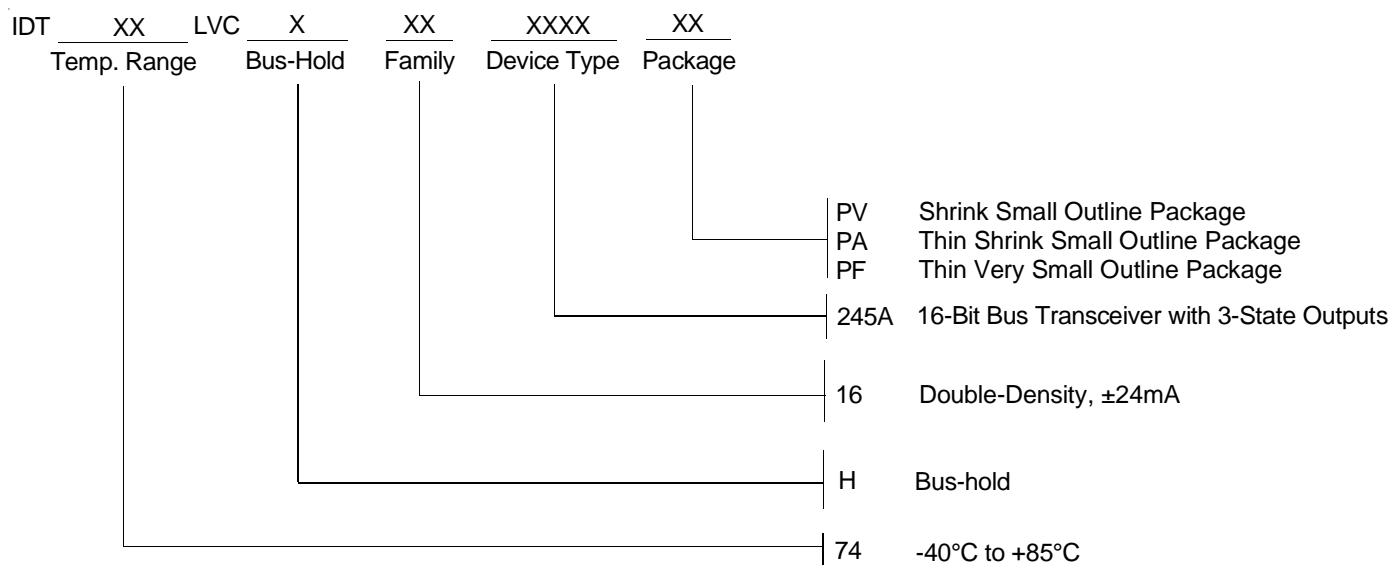 IDT XX LVC X XX XXXX XX
Temp. Range Bus-Hold Family Device Type Package
PV Shrink Small Outline Package
PA Thin Shrink Small Outline Package
PF Thin Very Small Outline Package
245A 16-Bit Bus Transceiver with 3-State Outputs
16 Double-Density, ±24mA
H Bus-hold
74 -40°C to +85°C